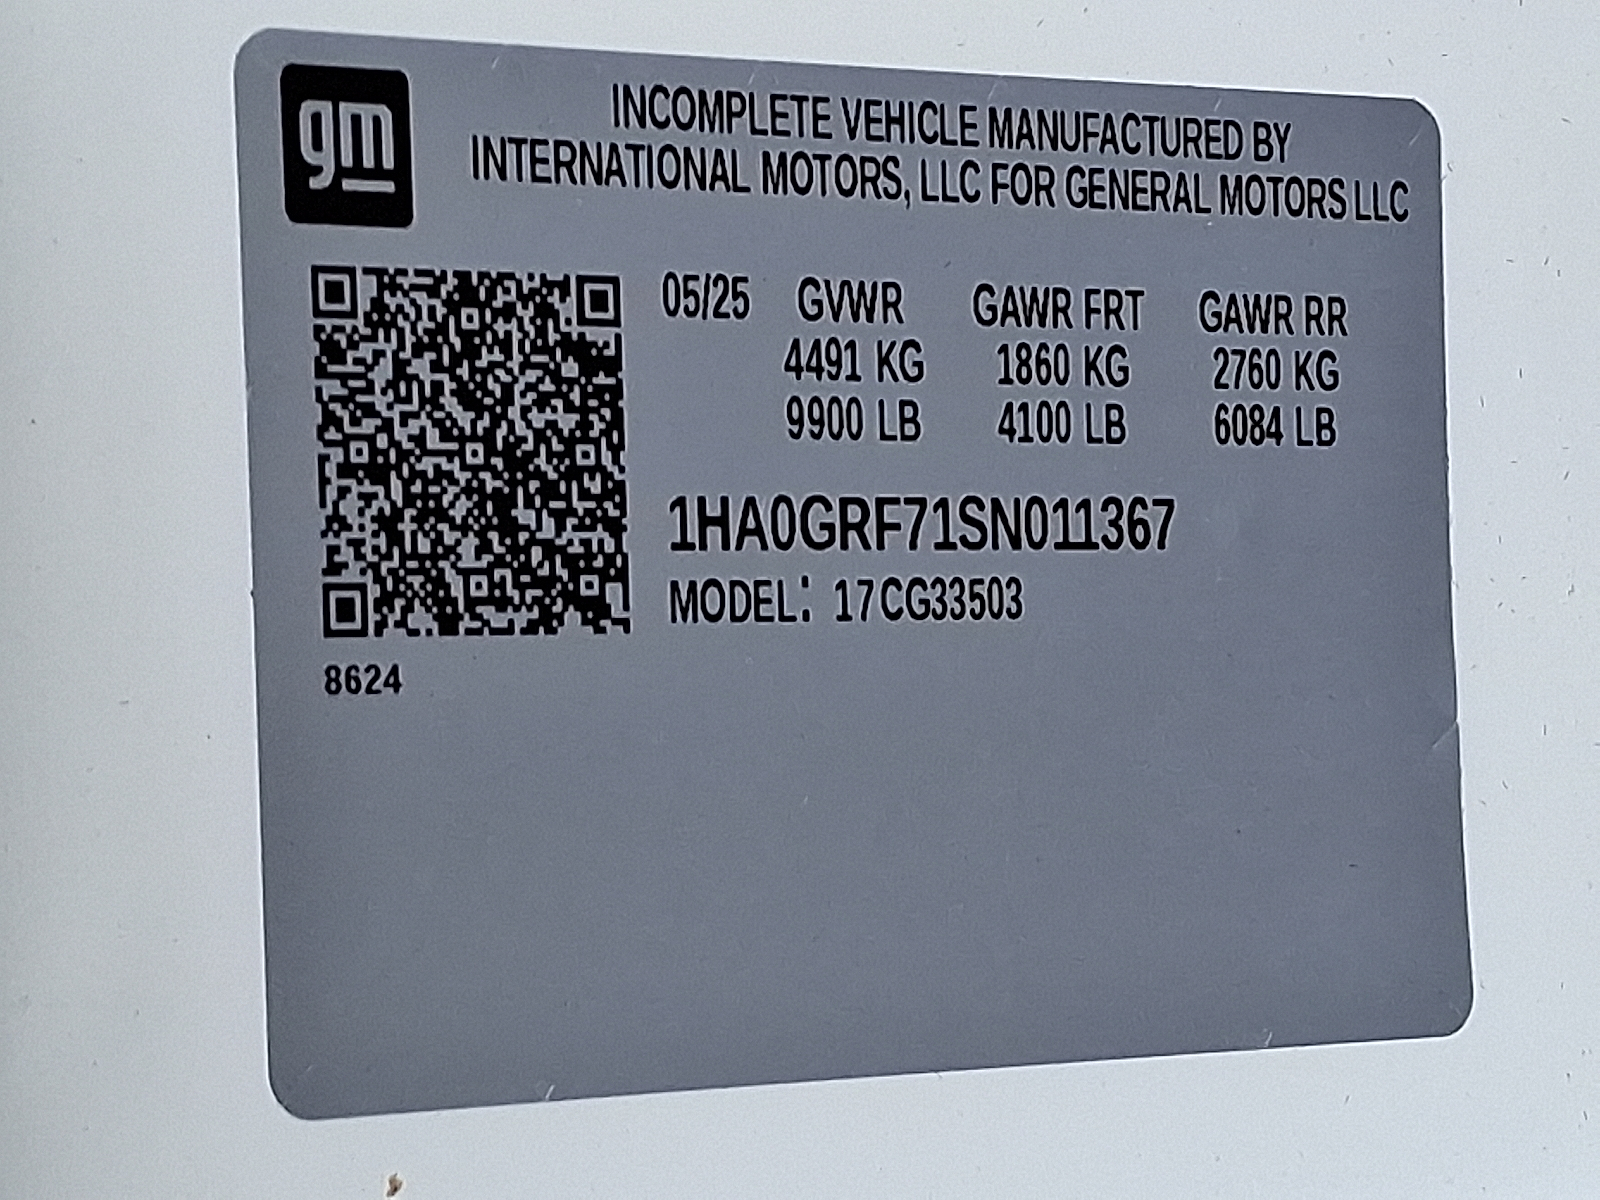 gm
INCOMPLETE VEHICLE MANUFACTURED BY
INTERNATIONAL MOTORS, LLC FOR GENERAL MOTORS LLC
05/25 GVWR GAWR FRT GAWR RR
4491 KG 1860 KG 2760 KG
9900 LB 4100 LB 6084 LB
1HA0GRF71SN011367
MODEL: 17CG33503
8624